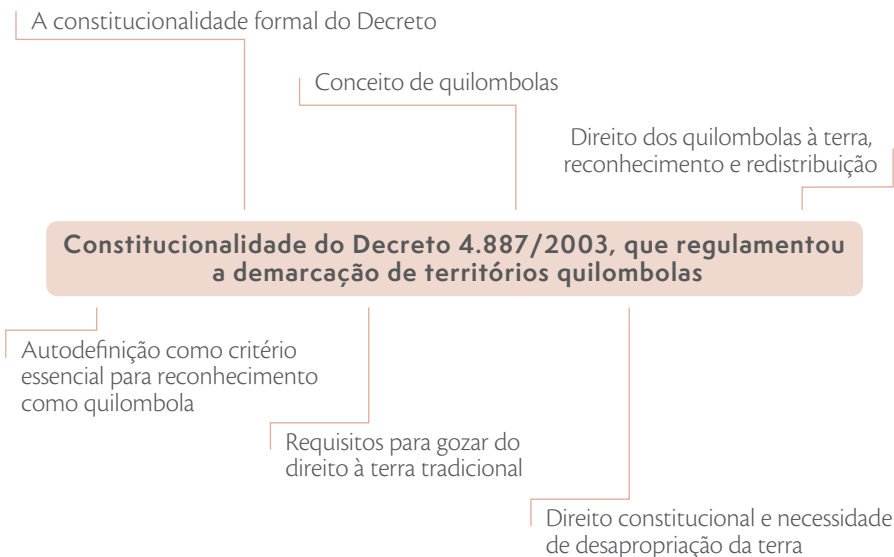 A constitucionalidade formal do Decreto
Conceito de quilombolas
Direito dos quilombolas à terra,
reconhecimento e redistribuição
Constitucionalidade do Decreto 4.887/2003, que regulamentou
a demarcação de territórios quilombolas
Autodefinição como critério
essencial para reconhecimento
como quilombola
Requisitos para gozar do
direito à terra tradicional
Direito constitucional e necessidade
de desapropriação da terra